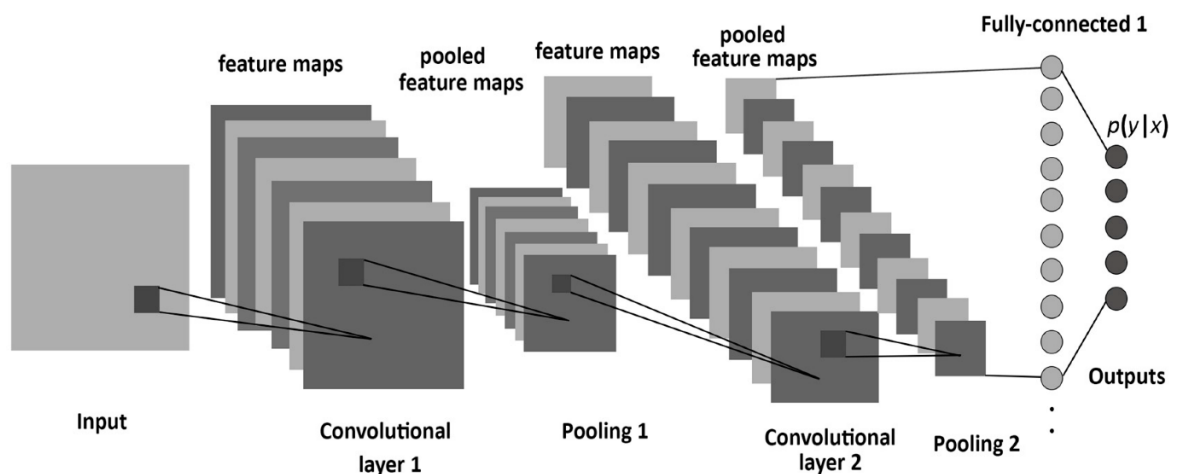 Fully-connected 1
feature maps
pooled
feature maps
feature maps
pooled
feature maps
p(y|x)
Outputs
Input
Convolutional
layer 1
Pooling 1
Convolutional
layer 2
Pooling 2